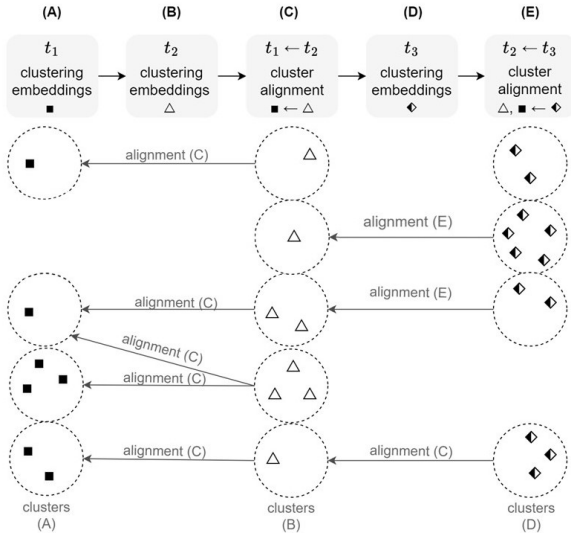 (A) (B) (C) (D) (E)
t₁ t₂ t₁ ← t₂ t₃ t₂ ← t₃
clustering clustering cluster clustering cluster
embeddings embeddings alignment embeddings alignment
■ △ ■ ← △ ⬖ △, ■ ← ⬖
alignment (C)
alignment (E)
alignment (C) alignment (E)
alignment (C)
alignment (C)
alignment (C) alignment (C)
clusters clusters clusters
(A) (B) (D)